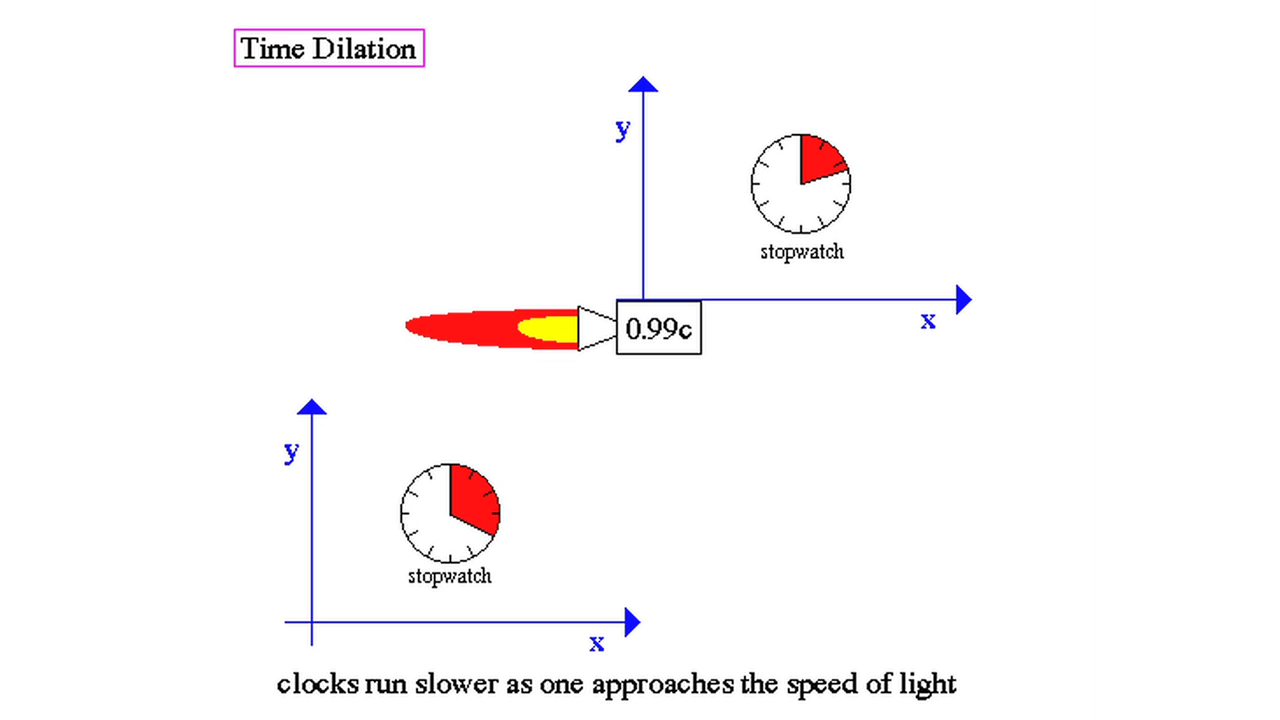 Time Dilation
y
stopwatch
x
0.99c
y
stopwatch
x
clocks run slower as one approaches the speed of light